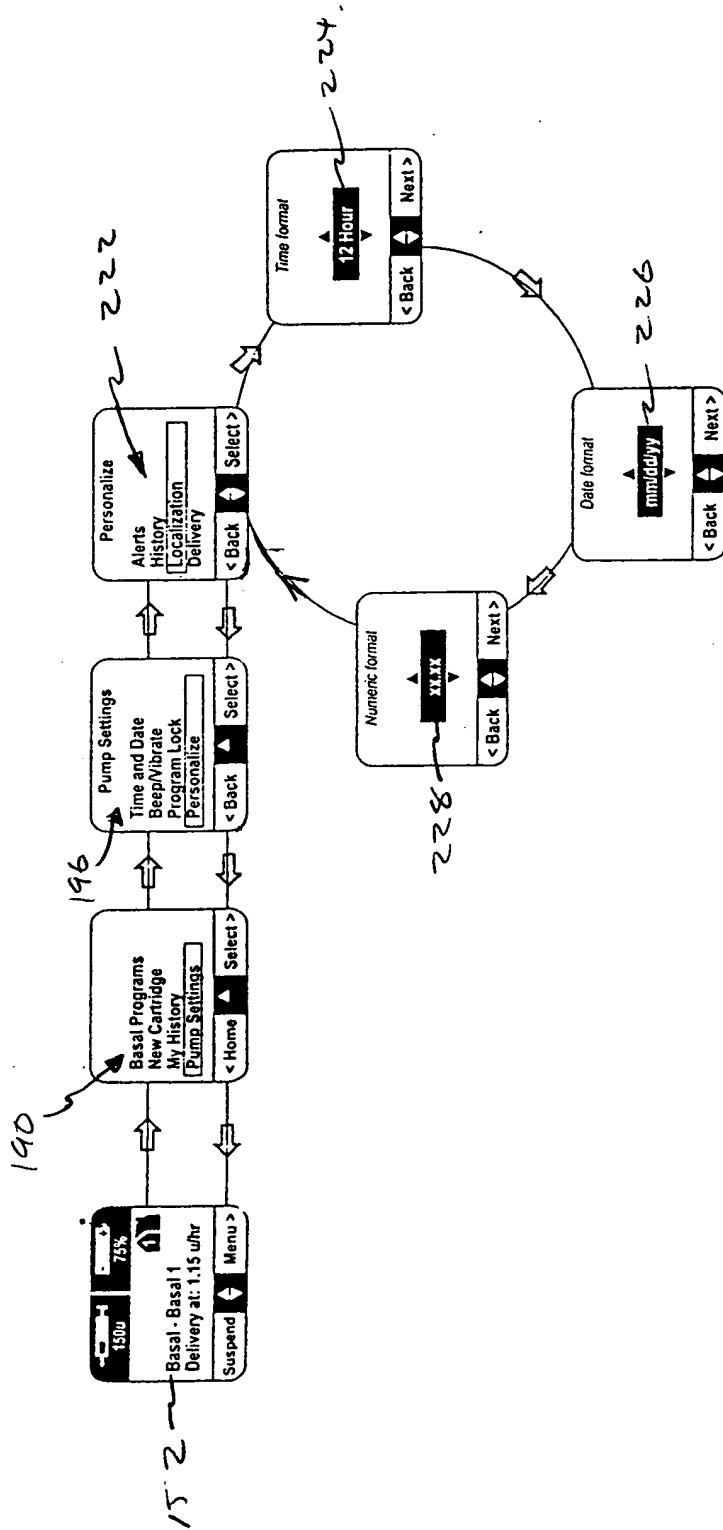 152
150u
75%
1
Basal - Basal 1
Delivery at: 1.15 u/hr
Suspend Menu >
190
Basal Programs
New Cartridge
My History
Pump Settings
< Home Select >
196
Pump Settings
Time and Date
Beep/Vibrate
Program Lock
Personalize
< Back Select >
222
Personalize
Alerts
History
Localization
Delivery
< Back Select >
224.
Time format
12 Hour
< Back Next >
226
Date format
mm/dd/yy
< Back Next >
228
Numeric format
xx.xx
< Back Next >